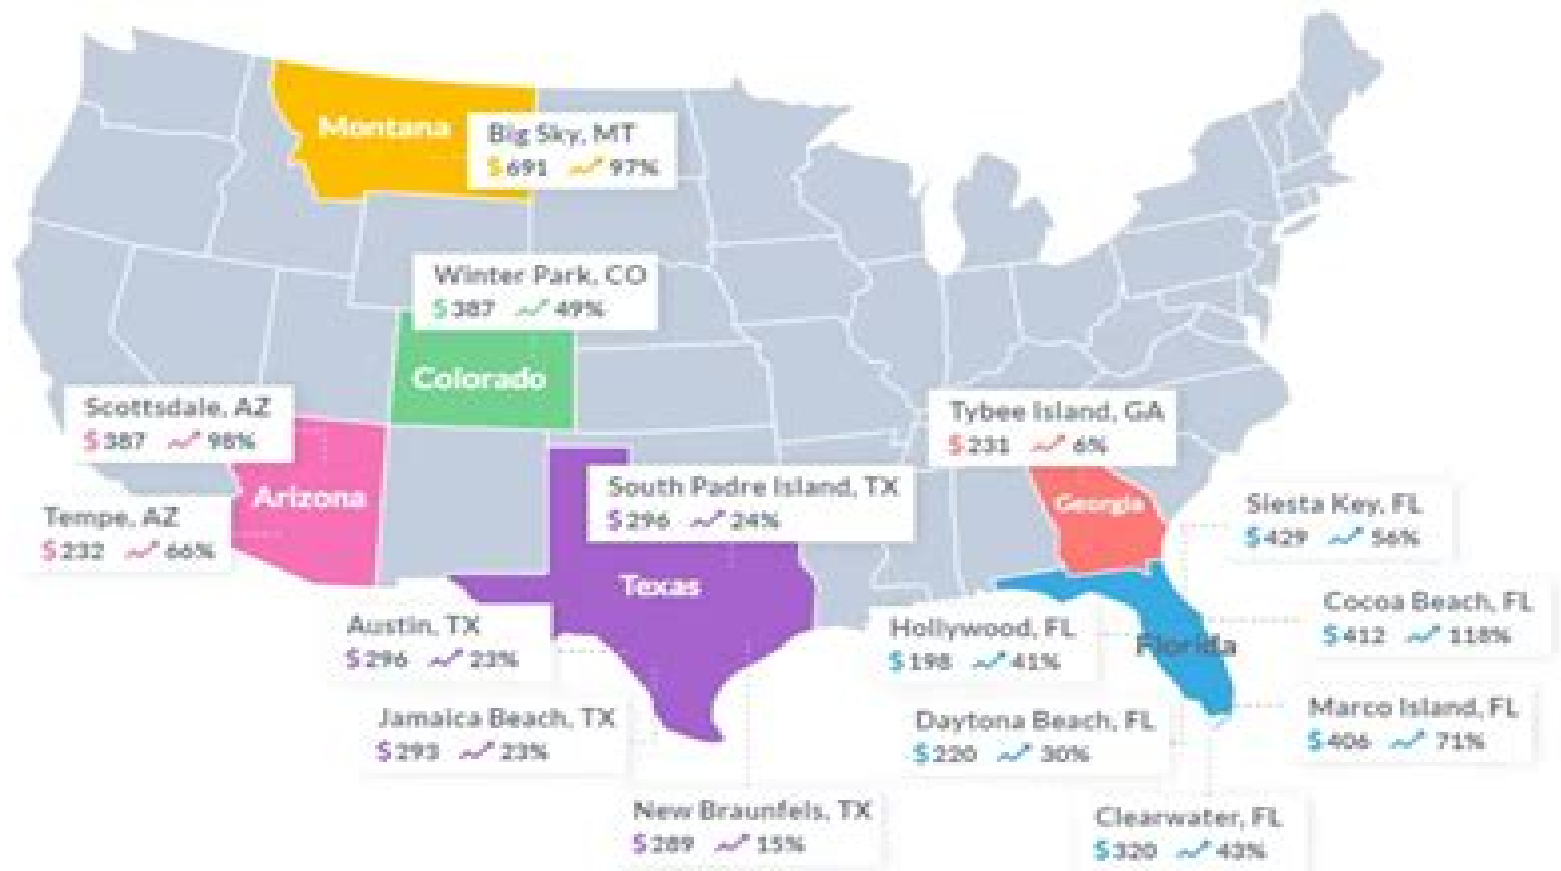 Montana
Big Sky, MT
$691 97%
Winter Park, CO
$387 49%
Colorado
Scottsdale, AZ
$387 98%
Tybee Island, GA
$231 6%
Arizona
South Padre Island, TX
$296 24%
Georgia
Siesta Key, FL
$429 56%
Tempe, AZ
$232 66%
Texas
Cocoa Beach, FL
$412 118%
Austin, TX
$296 23%
Hollywood, FL
$198 41%
Florida
Jamaica Beach, TX
$293 23%
Daytona Beach, FL
$220 30%
Marco Island, FL
$406 71%
New Braunfels, TX
$289 15%
Clearwater, FL
$320 43%